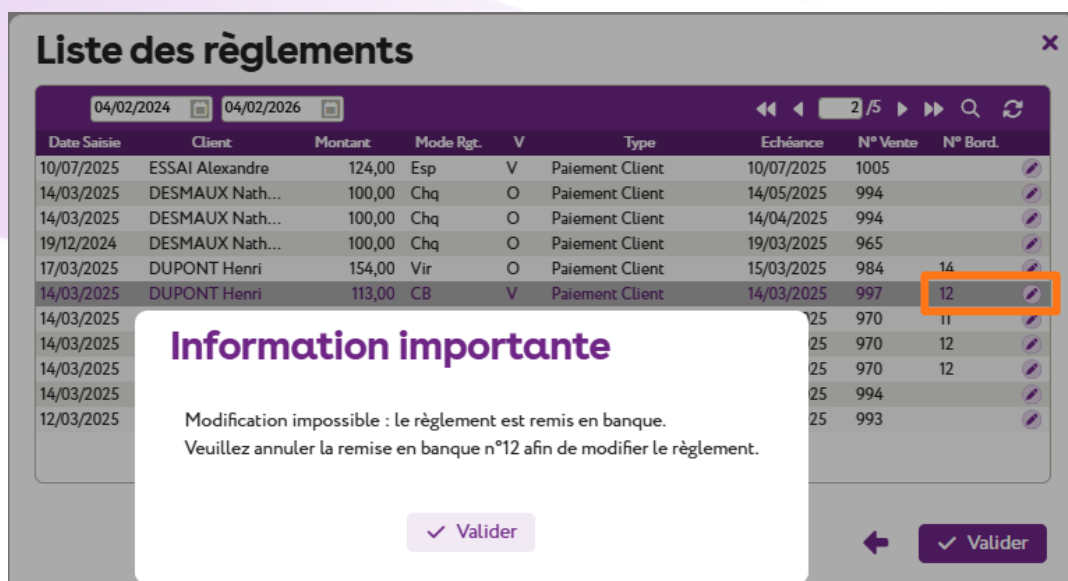 Liste des règlements
04/02/2024 04/02/2026 2 /5
Date Saisie Client Montant Mode Rgt. V Type Echéance N° Vente N° Bord.
10/07/2025 ESSAI Alexandre 124,00 Esp V Paiement Client 10/07/2025 1005
14/03/2025 DESMAUX Nath... 100,00 Chq O Paiement Client 14/05/2025 994
14/03/2025 DESMAUX Nath... 100,00 Chq O Paiement Client 14/04/2025 994
19/12/2024 DESMAUX Nath... 100,00 Chq O Paiement Client 19/03/2025 965
17/03/2025 DUPONT Henri 154,00 Vir O Paiement Client 15/03/2025 984 14
14/03/2025 DUPONT Henri 113,00 CB V Paiement Client 14/03/2025 997 12
14/03/2025 25 970 11
14/03/2025 25 970 12
14/03/2025 25 970 12
14/03/2025 25 994
12/03/2025 25 993
Information importante
Modification impossible : le règlement est remis en banque.
Veuillez annuler la remise en banque n°12 afin de modifier le règlement.
Valider
Valider